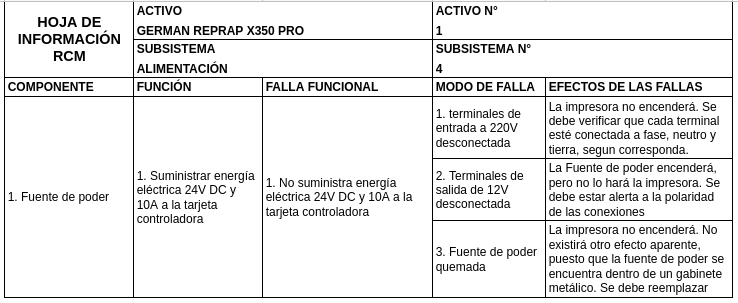 HOJA DE
INFORMACIÓN
RCM
ACTIVO
GERMAN REPRAP X350 PRO
ACTIVO N°
1
SUBSISTEMA
ALIMENTACIÓN
SUBSISTEMA N°
4
COMPONENTE
FUNCIÓN
FALLA FUNCIONAL
MODO DE FALLA
EFECTOS DE LAS FALLAS
1. Fuente de poder
1. Suministrar energía
eléctrica 24V DC y
10A a la tarjeta
controladora
1. No suministra energía
eléctrica 24V DC y 10A a la
tarjeta controladora
1. terminales de
entrada a 220V
desconectada
La impresora no encenderá. Se
debe verificar que cada terminal
esté conectada a fase, neutro y
tierra, segun corresponda.
2. Terminales de
salida de 12V
desconectada
La Fuente de poder encenderá,
pero no lo hará la impresora. Se
debe estar alerta a la polaridad
de las conexiones
3. Fuente de poder
quemada
La impresora no encenderá. No
existirá otro efecto aparente,
puesto que la fuente de poder se
encuentra dentro de un gabinete
metálico. Se debe reemplazar